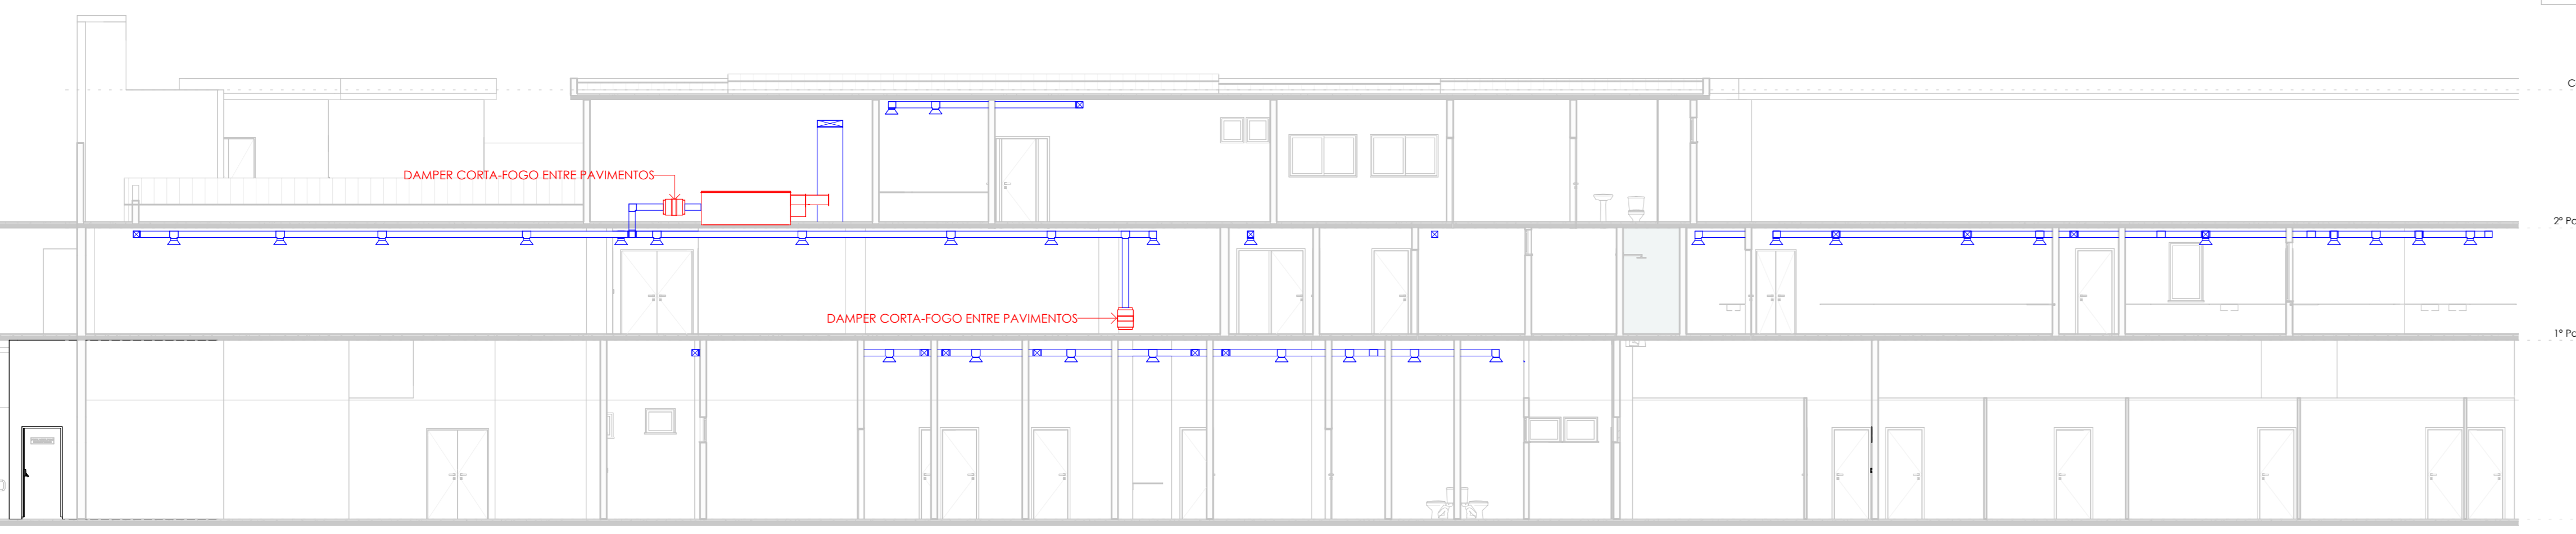 C
DAMPER CORTA-FOGO ENTRE PAVIMENTOS
2º Pa
DAMPER CORTA-FOGO ENTRE PAVIMENTOS
1º Pa